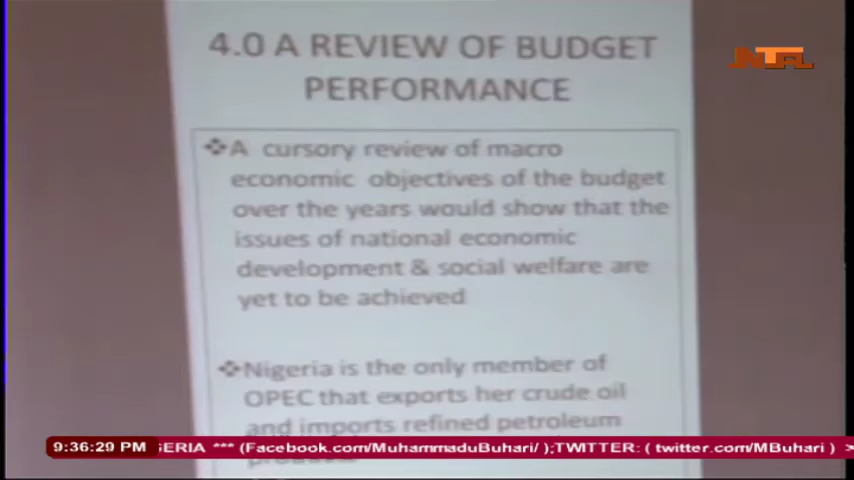 4.0 A REVIEW OF BUDGET
PERFORMANCE
NTA
❖A cursory review of macro
economic objectives of the budget
over the years would show that the
issues of national economic
development & social welfare are
yet to be achieved
❖Nigeria is the only member of
OPEC that exports her crude oil
and imports refined petroleum
9:36:29 PM GERIA *** (Facebook.com/MuhammaduBuhari/ );TWITTER: ( twitter.com/MBuhari ) >